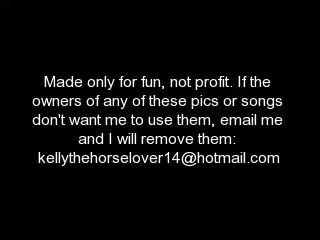 Made only for fun, not profit. If the
owners of any of these pics or songs
don't want me to use them, email me
and I will remove them:
kellythehorselover14@hotmail.com